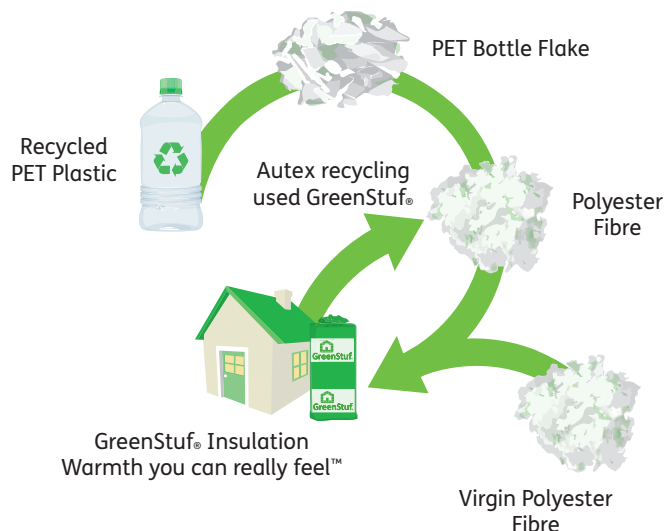 PET Bottle Flake
Recycled
PET Plastic
Autex recycling
used GreenStuf®
Polyester
Fibre
GreenStuf.
GreenStuf.
GreenStuf® Insulation
Warmth you can really feel™
Virgin Polyester
Fibre